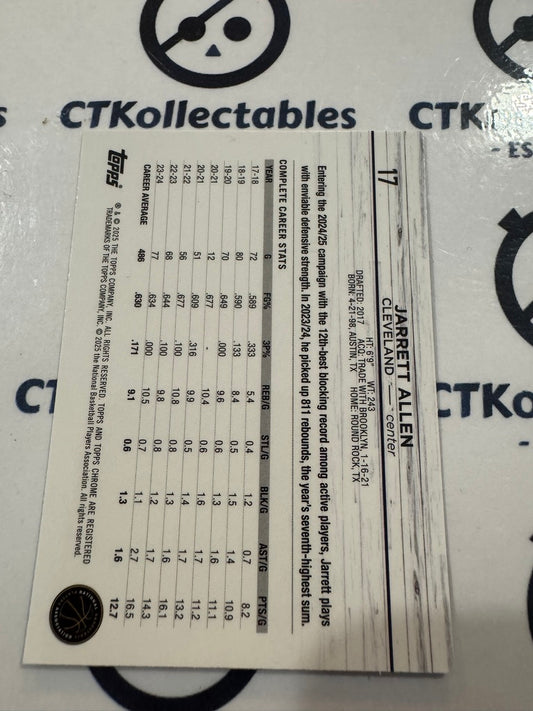 CTKollectables
CTK
- ES
17
JARRETT ALLEN
CLEVELAND — center
HT: 6'9" WT: 243
DRAFTED: 2017 ACQ: TRADE WITH BROOKLYN, 1-16-21
BORN: 4-21-98, AUSTIN, TX HOME: ROUND ROCK, TX
Entering the 2024/25 campaign with the 12th-best blocking record among active players, Jarrett plays
with enviable defensive strength. In 2023/24, he picked up 811 rebounds, the year's seventh-highest sum.
COMPLETE CAREER STATS
YEAR G FG% 3P% REB/G STL/G BLK/G AST/G PTS/G
17-18 72 .589 .333 5.4 0.4 1.2 0.7 8.2
18-19 80 .590 .133 8.4 0.5 1.5 1.4 10.9
19-20 70 .649 .000 9.6 0.6 1.3 1.6 11.1
20-21 12 .677 - 10.4 0.6 1.6 1.7 11.2
20-21 51 .609 .316 9.9 0.5 1.4 1.7 13.2
21-22 56 .677 .100 10.8 0.8 1.3 1.6 16.1
22-23 68 .644 .100 9.8 0.8 1.2 1.7 14.3
23-24 77 .634 .000 10.5 0.7 1.1 2.7 16.5
CAREER AVERAGE 486 .630 .171 9.1 0.6 1.3 1.6 12.7
topps
® & © 2025 THE TOPPS COMPANY, INC. ALL RIGHTS RESERVED. TOPPS AND TOPPS CHROME ARE REGISTERED
TRADEMARKS OF THE TOPPS COMPANY, INC. © 2025 the National Basketball Players Association. All rights reserved.
CT
TKo